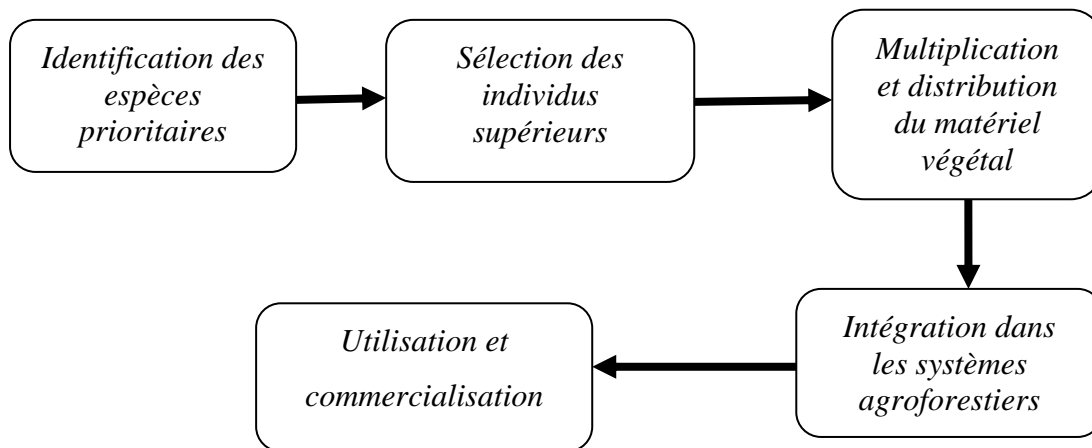 Identification des
espèces
prioritaires
Sélection des
individus
supérieurs
Multiplication
et distribution
du matériel
végétal
Intégration dans
les systèmes
agroforestiers
Utilisation et
commercialisation